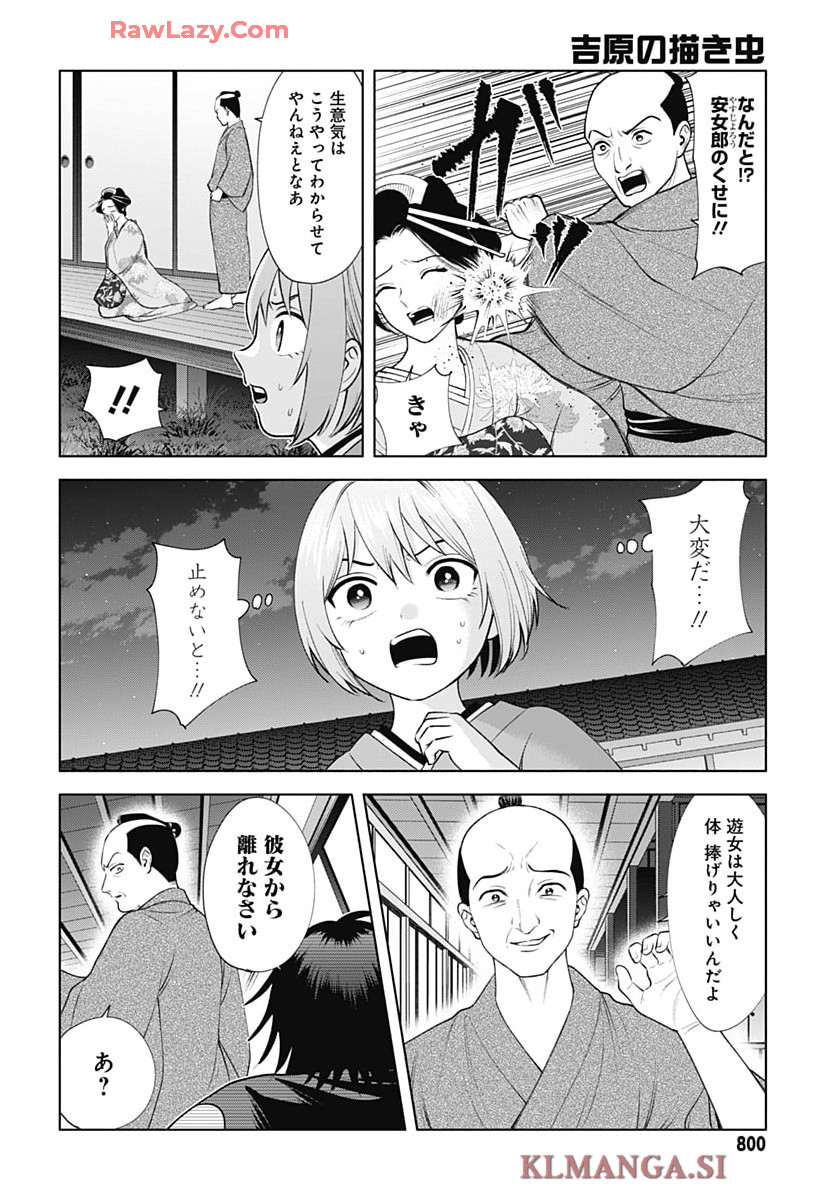 RawLazy.Com
吉原の描き虫
なんだと!?
安女郎のくせに!!
やすじょろう
ガッ
きゃ
生意気は
こうやってわからせて
やんねえとなあ
!!
大変だ…!!
止めないと…!!
遊女は大人しく
体 捧げりゃいいんだよ
彼女から
離れなさい
あ?
800
KLMANGA.SI